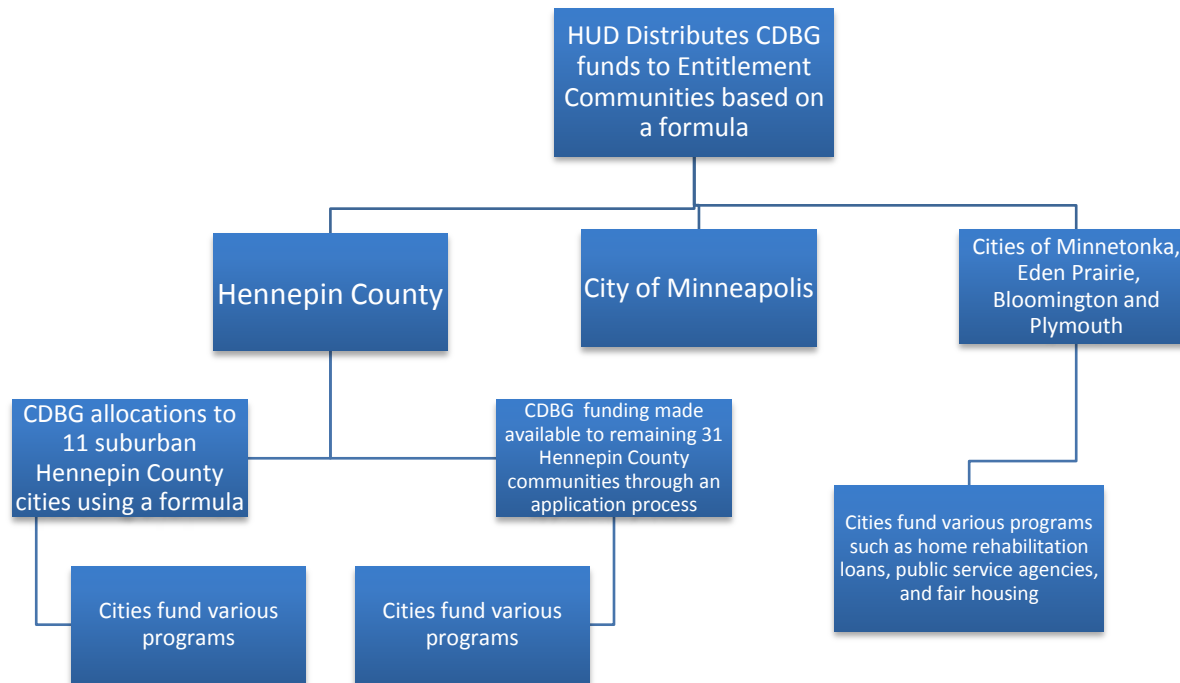 HUD Distributes CDBG
funds to Entitlement
Communities based on
a formula
Hennepin County
City of Minneapolis
Cities of Minnetonka,
Eden Prairie,
Bloomington and
Plymouth
CDBG allocations to
11 suburban
Hennepin County
cities using a formula
CDBG funding made
available to remaining 31
Hennepin County
communities through an
application process
Cities fund various programs
such as home rehabilitation
loans, public service agencies,
and fair housing
Cities fund various
programs
Cities fund various
programs